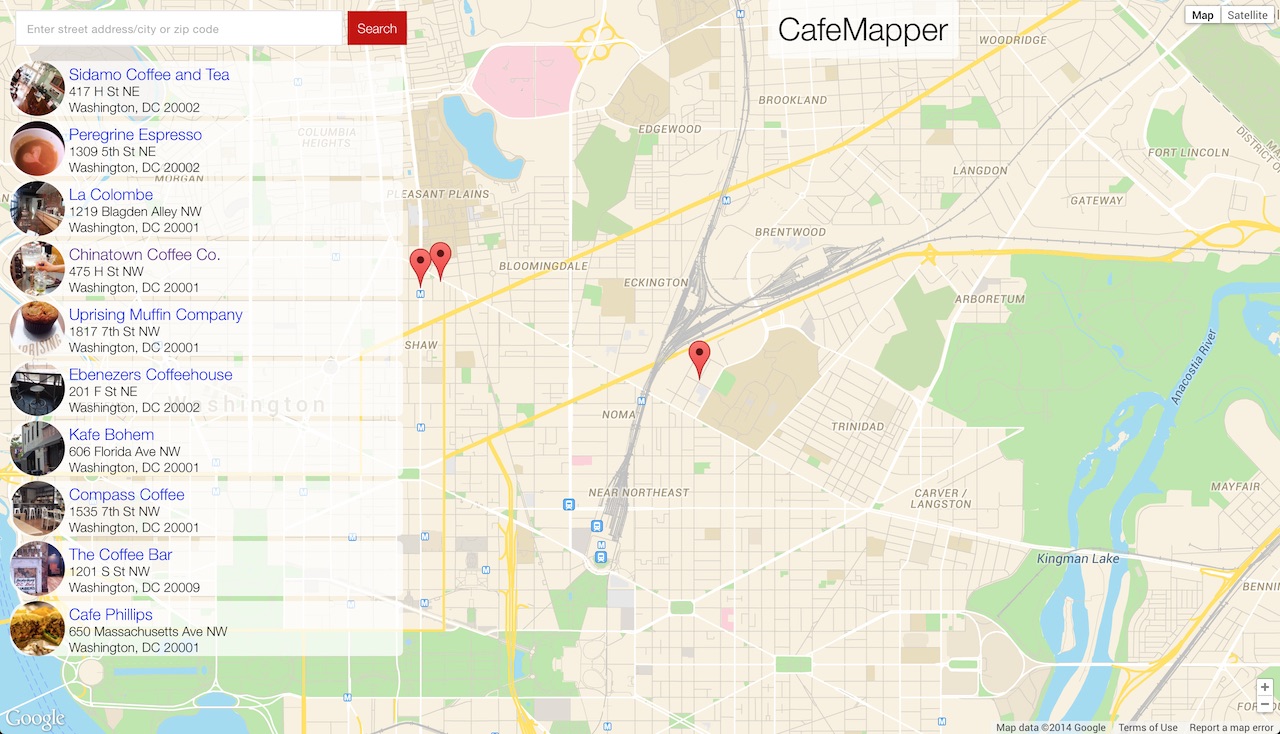 Enter street address/city or zip code
Search
CafeMapper
Map
Satellite
Sidamo Coffee and Tea
417 H St NE
Washington, DC 20002
Peregrine Espresso
1309 5th St NE
Washington, DC 20002
La Colombe
1219 Blagden Alley NW
Washington, DC 20001
Chinatown Coffee Co.
475 H St NW
Washington, DC 20001
Uprising Muffin Company
1817 7th St NW
Washington, DC 20001
Ebenezers Coffeehouse
201 F St NE
Washington, DC 20002
Kafe Bohem
606 Florida Ave NW
Washington, DC 20001
Compass Coffee
1535 7th St NW
Washington, DC 20001
The Coffee Bar
1201 S St NW
Washington, DC 20009
Cafe Phillips
650 Massachusetts Ave NW
Washington, DC 20001
WOODRIDGE
BROOKLAND
EDGEWOOD
COLUMBIA
HEIGHTS
FORT LINCOLN
LANGDON
PLEASANT PLAINS
GATEWAY
BRENTWOOD
BLOOMINGDALE
ECKINGTON
ARBORETUM
SHAW
Anacostia River
Washington
NOMA
TRINIDAD
NEAR NORTHEAST
CARVER /
LANGSTON
MAYFAIR
Kingman Lake
Google
Map data ©2014 Google
Terms of Use
Report a map error